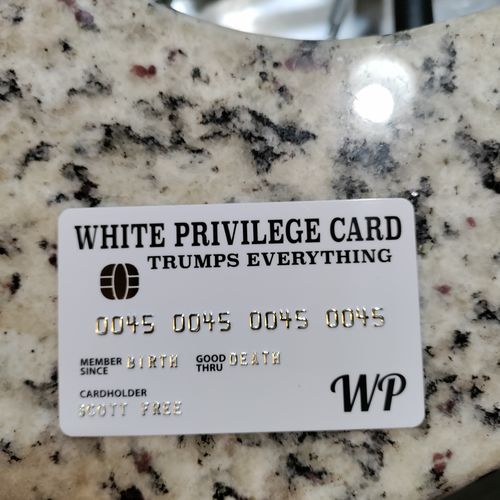 WHITE PRIVILEGE CARD
TRUMPS EVERYTHING
0045 0045 0045 0045
MEMBER SINCE BIRTH GOOD THRU DEATH
CARDHOLDER
SCOTT FREE
WP